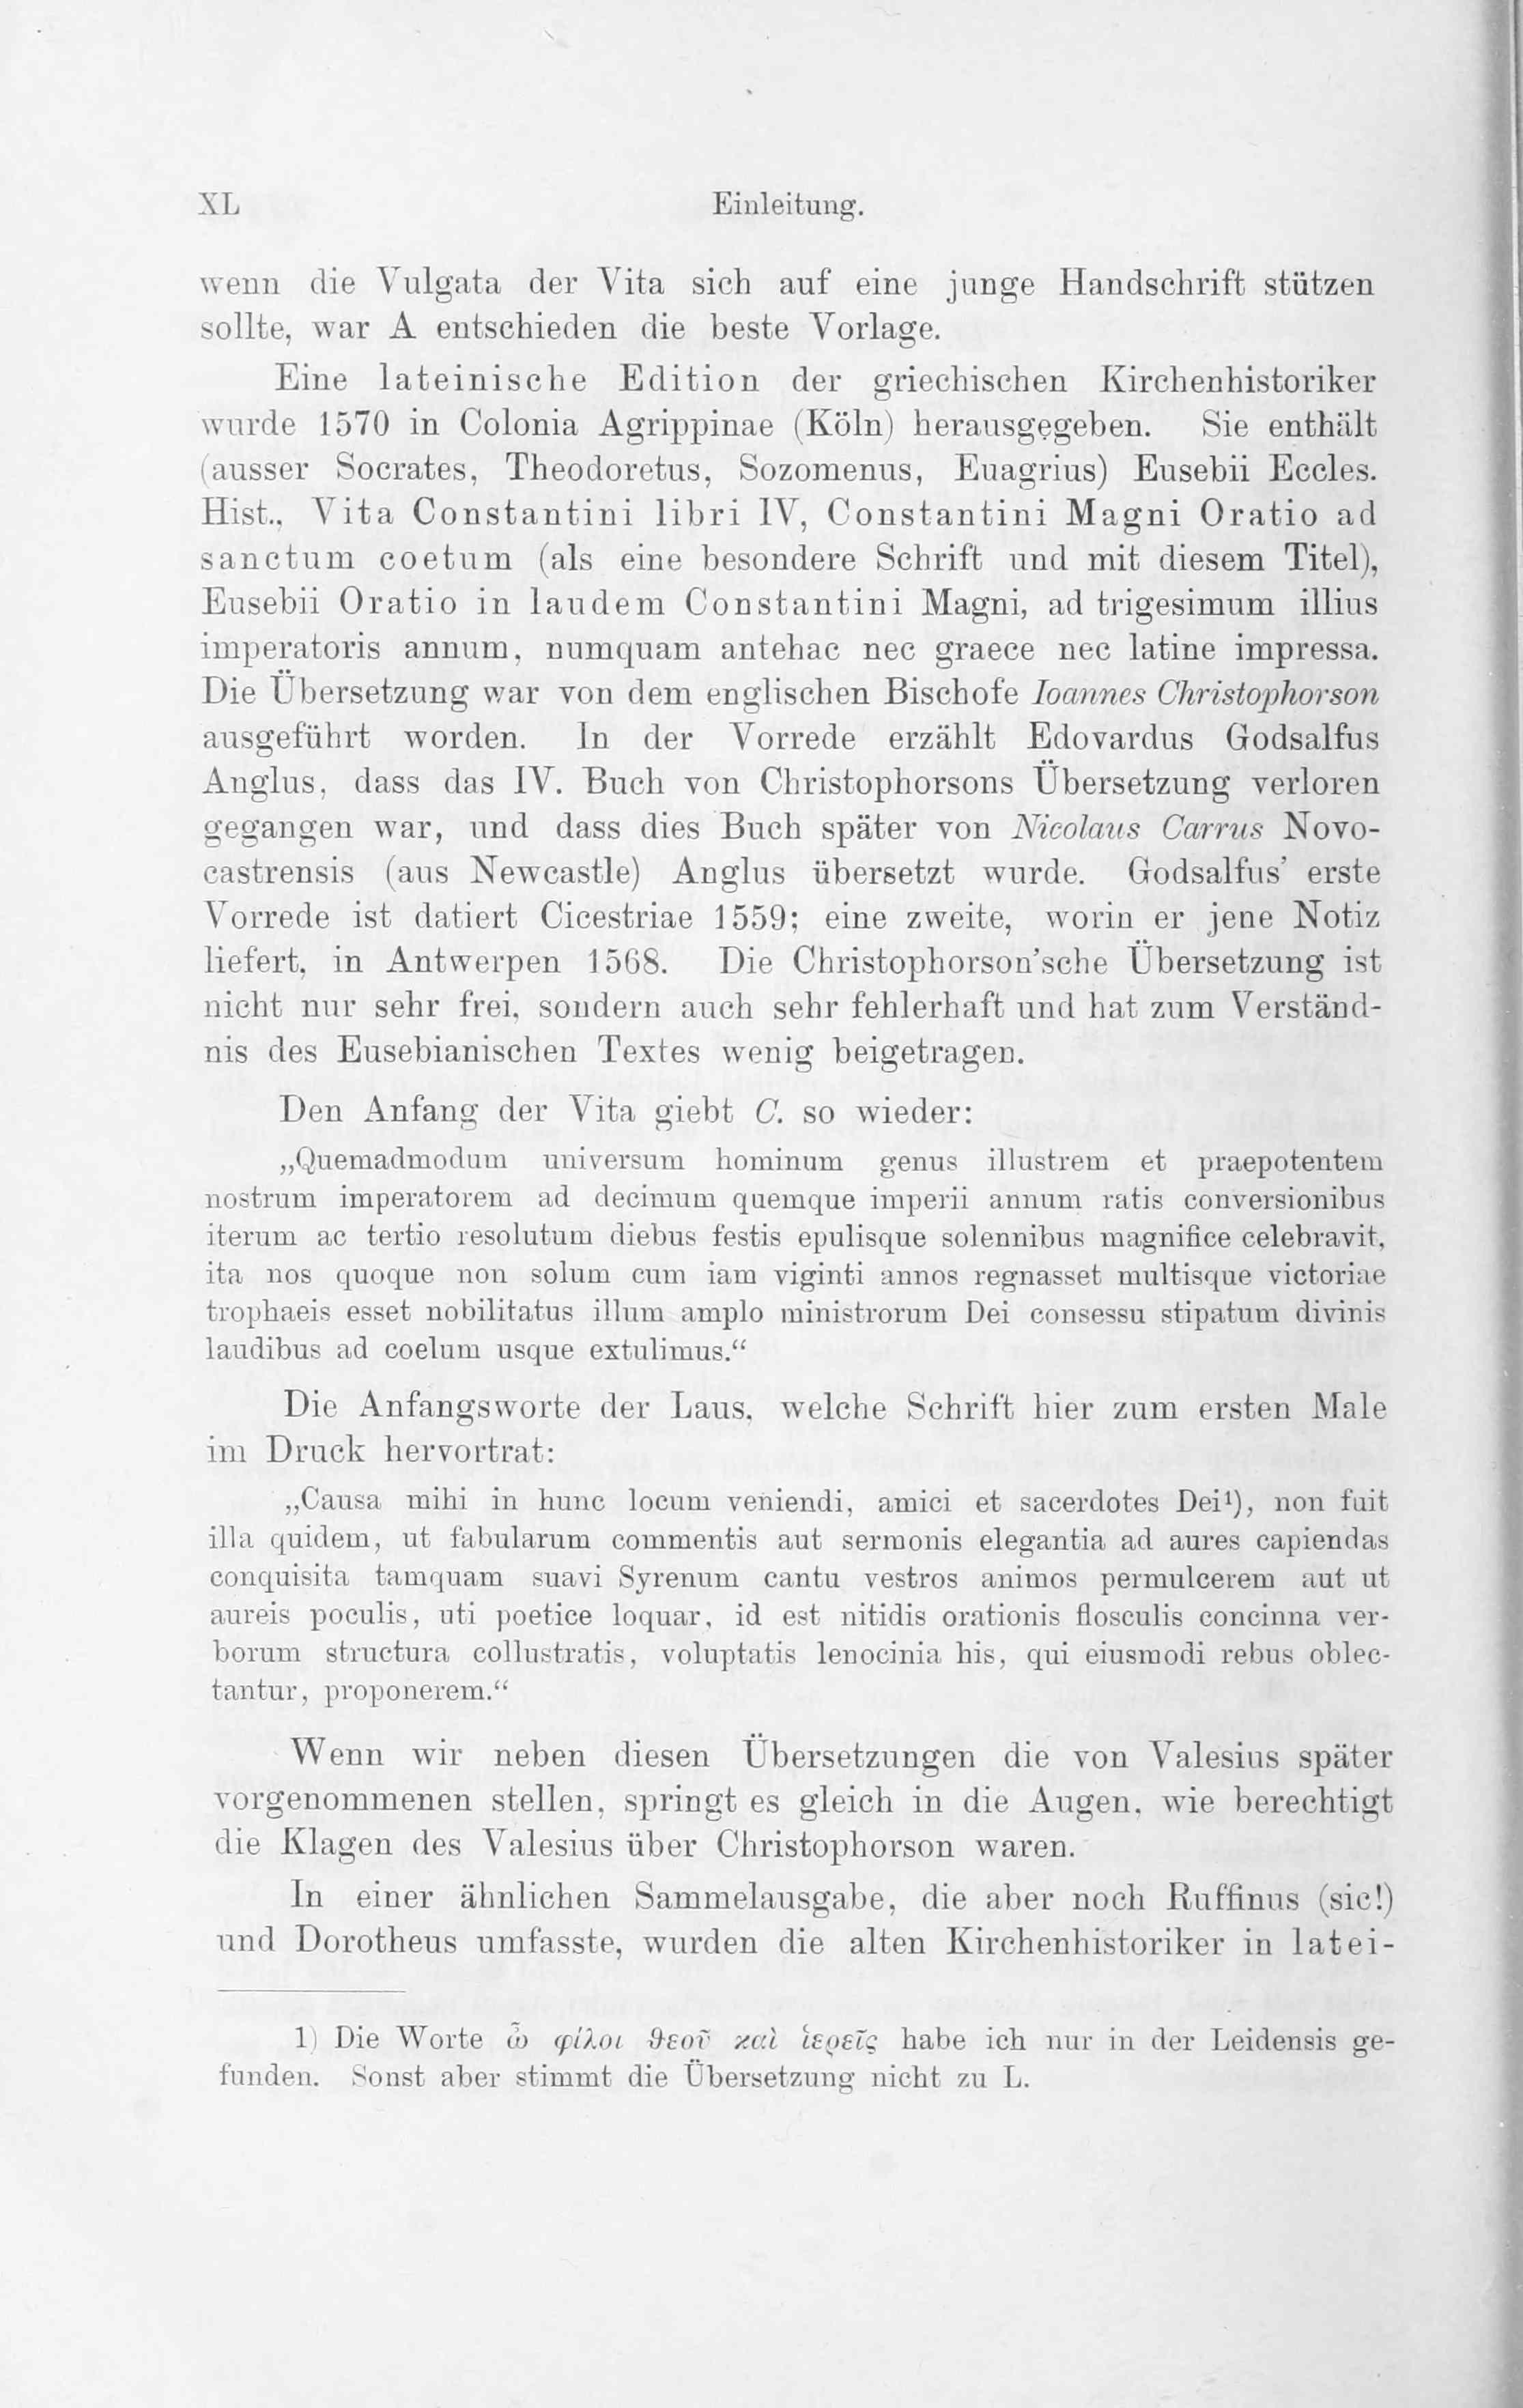 XL Einleitung.
wenn die Vulgata der Vita sich auf eine junge Handschrift stützen
sollte, war A entschieden die beste Vorlage.
Eine lateinische Edition der griechischen Kirchenhistoriker
wurde 1570 in Colonia Agrippinae (Köln) herausgegeben. Sie enthält
(ausser Socrates, Theodoretus, Sozomenus, Euagrius) Eusebii Eccles.
Hist., Vita Constantini libri IV, Constantini Magni Oratio ad
sanctum coetum (als eine besondere Schrift und mit diesem Titel),
Eusebii Oratio in laudem Constantini Magni, ad trigesimum illius
imperatoris annum, numquam antehac nec graece nec latine impressa.
Die Übersetzung war von dem englischen Bischofe Ioannes Christophorson
ausgeführt worden. In der Vorrede erzählt Edovardus Godsalfus
Anglus, dass das IV. Buch von Christophorsons Übersetzung verloren
gegangen war, und dass dies Buch später von Nicolaus Carrus Novo-
castrensis (aus Newcastle) Anglus übersetzt wurde. Godsalfus' erste
Vorrede ist datiert Cicestriae 1559; eine zweite, worin er jene Notiz
liefert, in Antwerpen 1568. Die Christophorson'sche Übersetzung ist
nicht nur sehr frei, sondern auch sehr fehlerhaft und hat zum Verständ-
nis des Eusebianischen Textes wenig beigetragen.
Den Anfang der Vita giebt C. so wieder:
„Quemadmodum universum hominum genus illustrem et praepotentem
nostrum imperatorem ad decimum quemque imperii annum ratis conversionibus
iterum ac tertio resolutum diebus festis epulisque solennibus magnifice celebravit,
ita nos quoque non solum cum iam viginti annos regnasset multisque victoriae
trophaeis esset nobilitatus illum amplo ministrorum Dei consessu stipatum divinis
laudibus ad coelum usque extulimus.“
Die Anfangsworte der Laus, welche Schrift hier zum ersten Male
im Druck hervortrat:
„Causa mihi in hunc locum veniendi, amici et sacerdotes Dei¹), non fuit
illa quidem, ut fabularum commentis aut sermonis elegantia ad aures capiendas
conquisita tamquam suavi Syrenum cantu vestros animos permulcerem aut ut
aureis poculis, uti poetice loquar, id est nitidis orationis flosculis concinna ver-
borum structura collustratis, voluptatis lenocinia his, qui eiusmodi rebus oblec-
tantur, proponerem.“
Wenn wir neben diesen Übersetzungen die von Valesius später
vorgenommenen stellen, springt es gleich in die Augen, wie berechtigt
die Klagen des Valesius über Christophorson waren.
In einer ähnlichen Sammelausgabe, die aber noch Ruffinus (sic!)
und Dorotheus umfasste, wurden die alten Kirchenhistoriker in latei-
1) Die Worte ὦ φίλοι θεοῦ καὶ ἱερεῖς habe ich nur in der Leidensis ge-
funden. Sonst aber stimmt die Übersetzung nicht zu L.